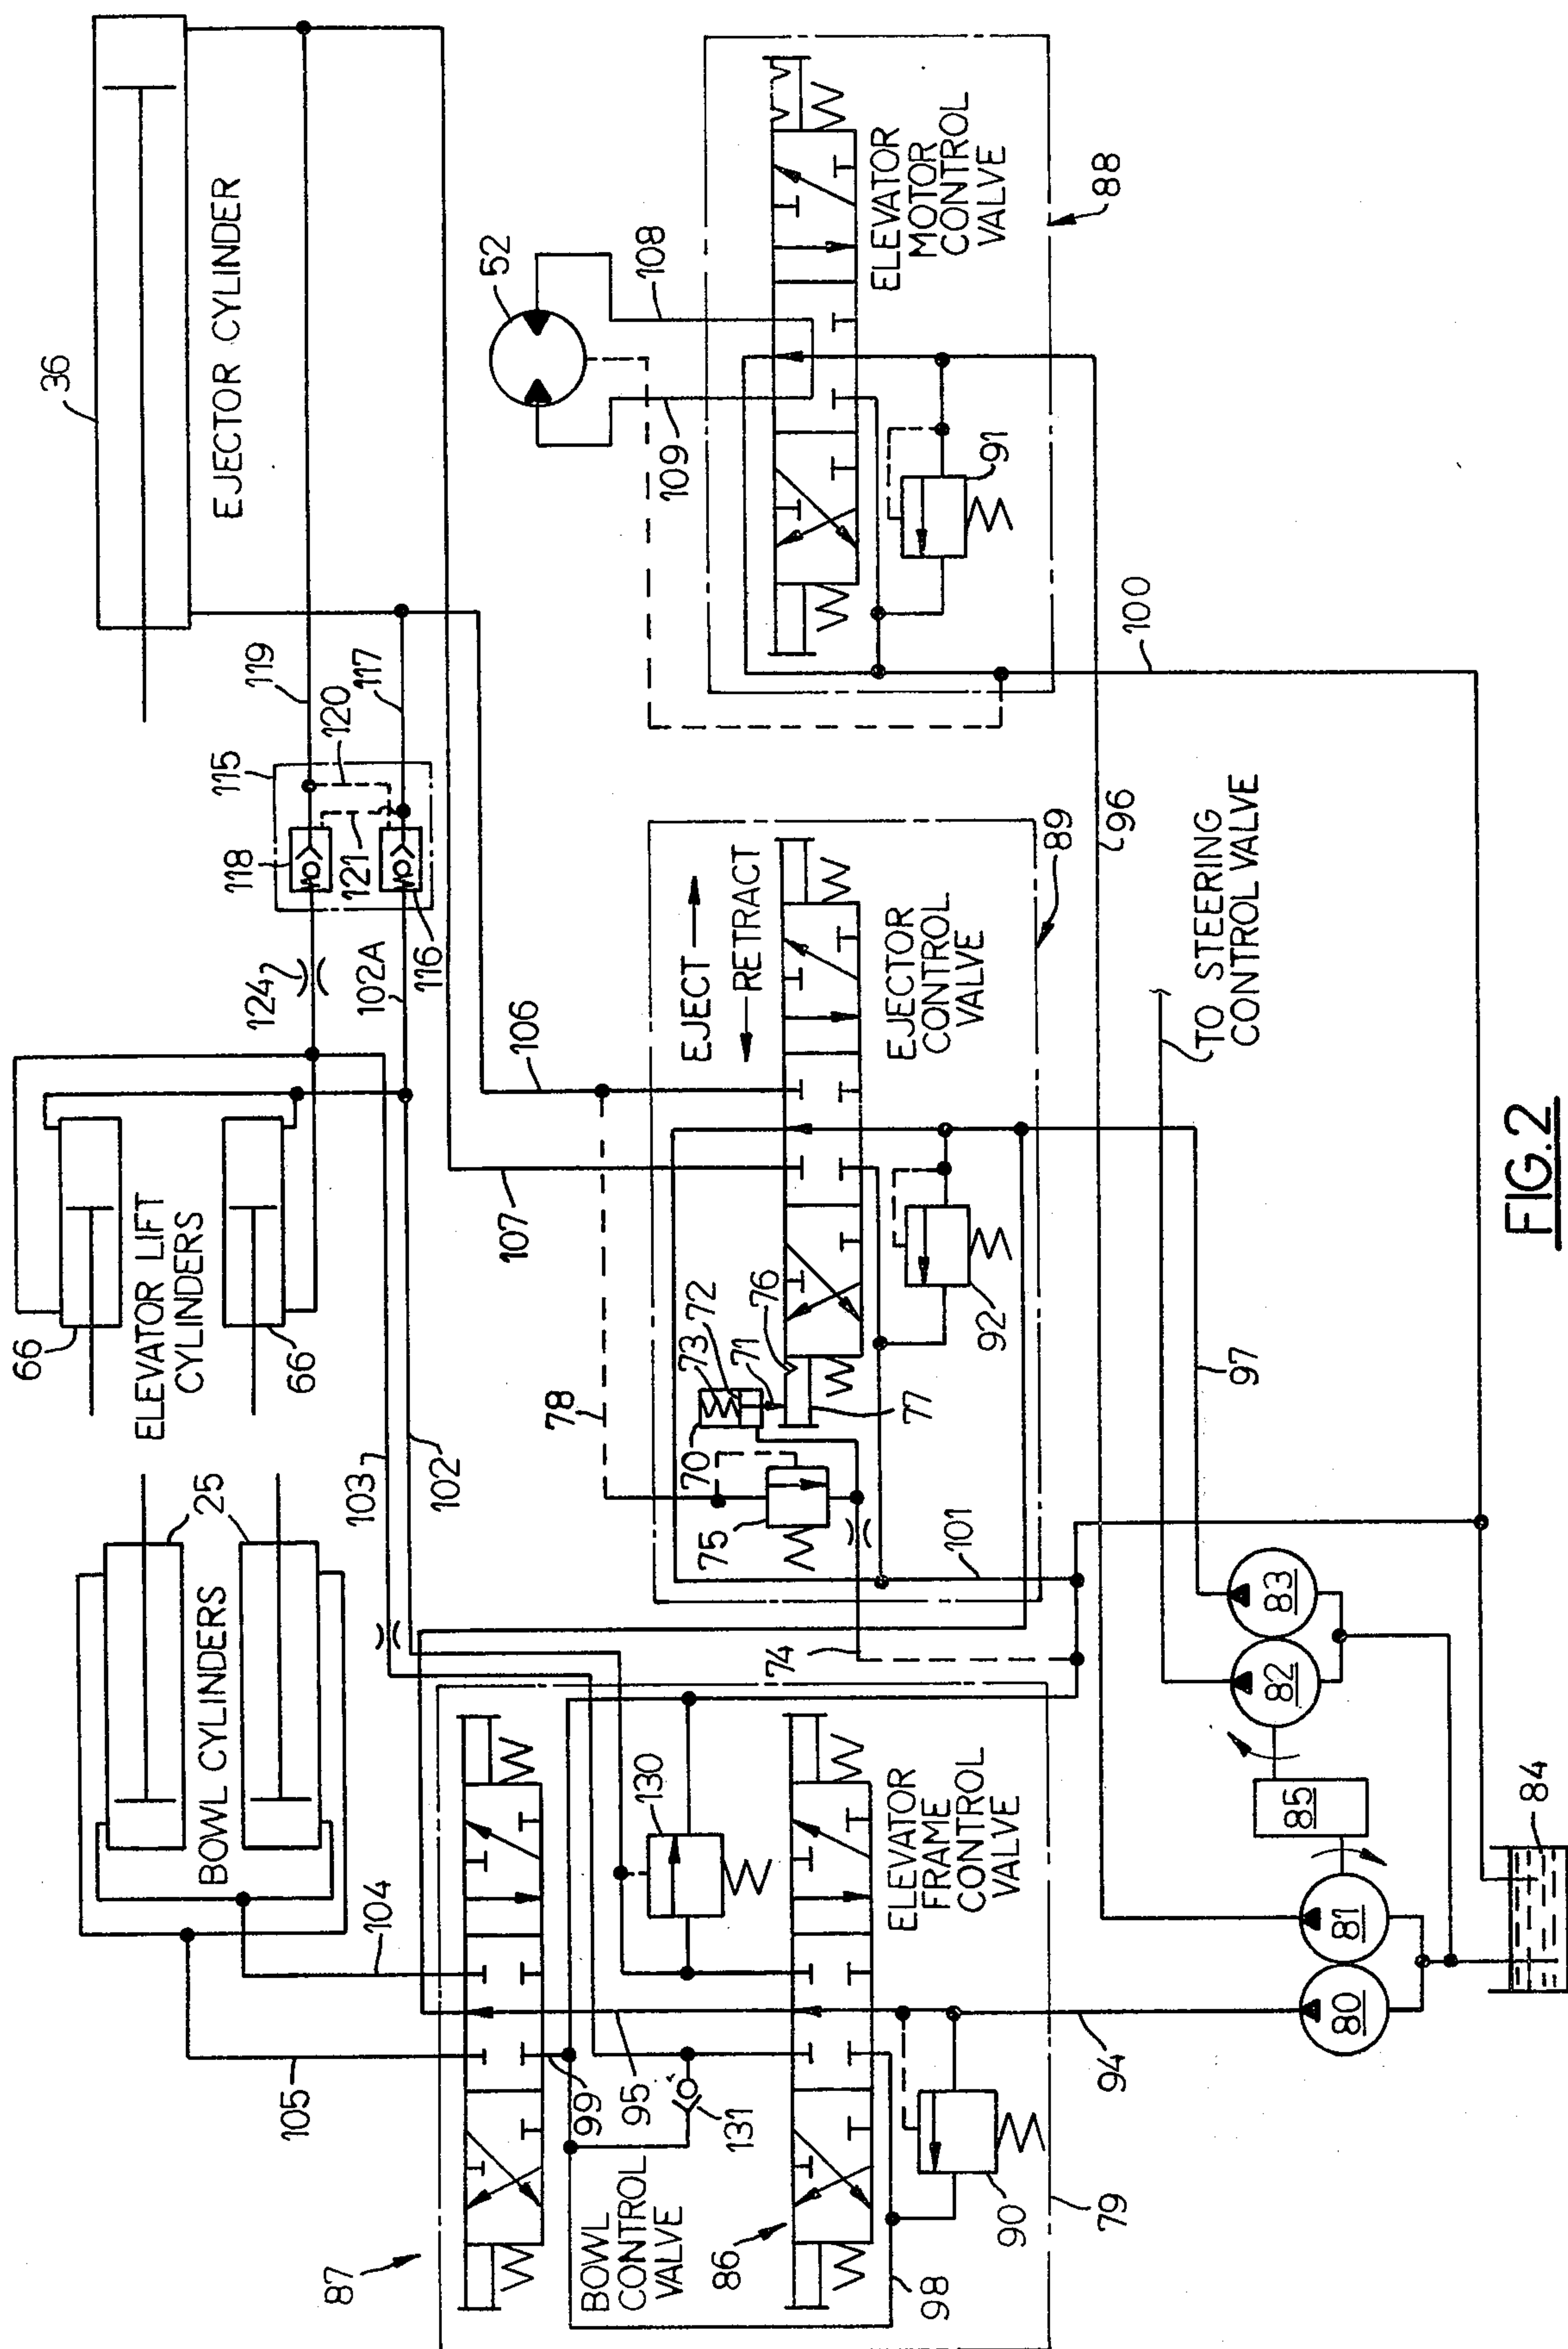 36
EJECTOR CYLINDER
119
117
120
115
118
121
116
124
102A
66
66
ELEVATOR LIFT
CYLINDERS
25
BOWL CYLINDERS
103
102
104
105
52
108
109
ELEVATOR
MOTOR
CONTROL
VALVE
88
91
100
96
106
107
78
EJECT
RETRACT
EJECTOR
CONTROL
VALVE
89
76
72
73
71
70
77
75
92
97
101
74
TO STEERING
CONTROL VALVE
87
BOWL
CONTROL
VALVE
99
95
131
130
86
ELEVATOR
FRAME
CONTROL
VALVE
98
90
79
94
80
81
82
83
85
84
FIG.2